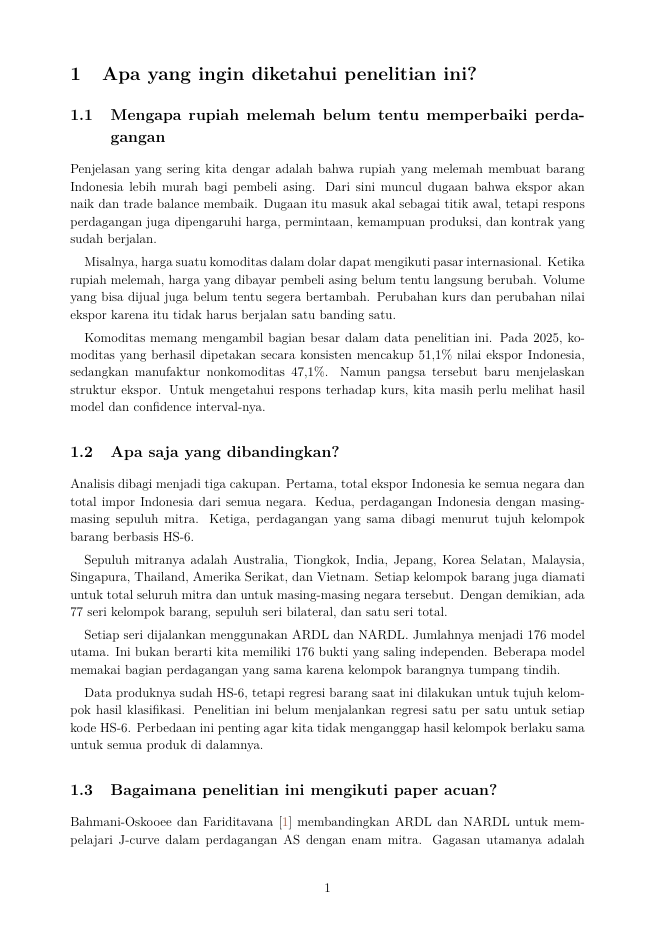 1 Apa yang ingin diketahui penelitian ini?
1.1 Mengapa rupiah melemah belum tentu memperbaiki perda-
gangan
Penjelasan yang sering kita dengar adalah bahwa rupiah yang melemah membuat barang
Indonesia lebih murah bagi pembeli asing. Dari sini muncul dugaan bahwa ekspor akan
naik dan trade balance membaik. Dugaan itu masuk akal sebagai titik awal, tetapi respons
perdagangan juga dipengaruhi harga, permintaan, kemampuan produksi, dan kontrak yang
sudah berjalan.
Misalnya, harga suatu komoditas dalam dolar dapat mengikuti pasar internasional. Ketika
rupiah melemah, harga yang dibayar pembeli asing belum tentu langsung berubah. Volume
yang bisa dijual juga belum tentu segera bertambah. Perubahan kurs dan perubahan nilai
ekspor karena itu tidak harus berjalan satu banding satu.
Komoditas memang mengambil bagian besar dalam data penelitian ini. Pada 2025, ko-
moditas yang berhasil dipetakan secara konsisten mencakup 51,1% nilai ekspor Indonesia,
sedangkan manufaktur nonkomoditas 47,1%. Namun pangsa tersebut baru menjelaskan
struktur ekspor. Untuk mengetahui respons terhadap kurs, kita masih perlu melihat hasil
model dan confidence interval-nya.
1.2 Apa saja yang dibandingkan?
Analisis dibagi menjadi tiga cakupan. Pertama, total ekspor Indonesia ke semua negara dan
total impor Indonesia dari semua negara. Kedua, perdagangan Indonesia dengan masing-
masing sepuluh mitra. Ketiga, perdagangan yang sama dibagi menurut tujuh kelompok
barang berbasis HS-6.
Sepuluh mitranya adalah Australia, Tiongkok, India, Jepang, Korea Selatan, Malaysia,
Singapura, Thailand, Amerika Serikat, dan Vietnam. Setiap kelompok barang juga diamati
untuk total seluruh mitra dan untuk masing-masing negara tersebut. Dengan demikian, ada
77 seri kelompok barang, sepuluh seri bilateral, dan satu seri total.
Setiap seri dijalankan menggunakan ARDL dan NARDL. Jumlahnya menjadi 176 model
utama. Ini bukan berarti kita memiliki 176 bukti yang saling independen. Beberapa model
memakai bagian perdagangan yang sama karena kelompok barangnya tumpang tindih.
Data produknya sudah HS-6, tetapi regresi barang saat ini dilakukan untuk tujuh kelom-
pok hasil klasifikasi. Penelitian ini belum menjalankan regresi satu per satu untuk setiap
kode HS-6. Perbedaan ini penting agar kita tidak menganggap hasil kelompok berlaku sama
untuk semua produk di dalamnya.
1.3 Bagaimana penelitian ini mengikuti paper acuan?
Bahmani-Oskooee dan Fariditavana [1] membandingkan ARDL dan NARDL untuk mem-
pelajari J-curve dalam perdagangan AS dengan enam mitra. Gagasan utamanya adalah
1